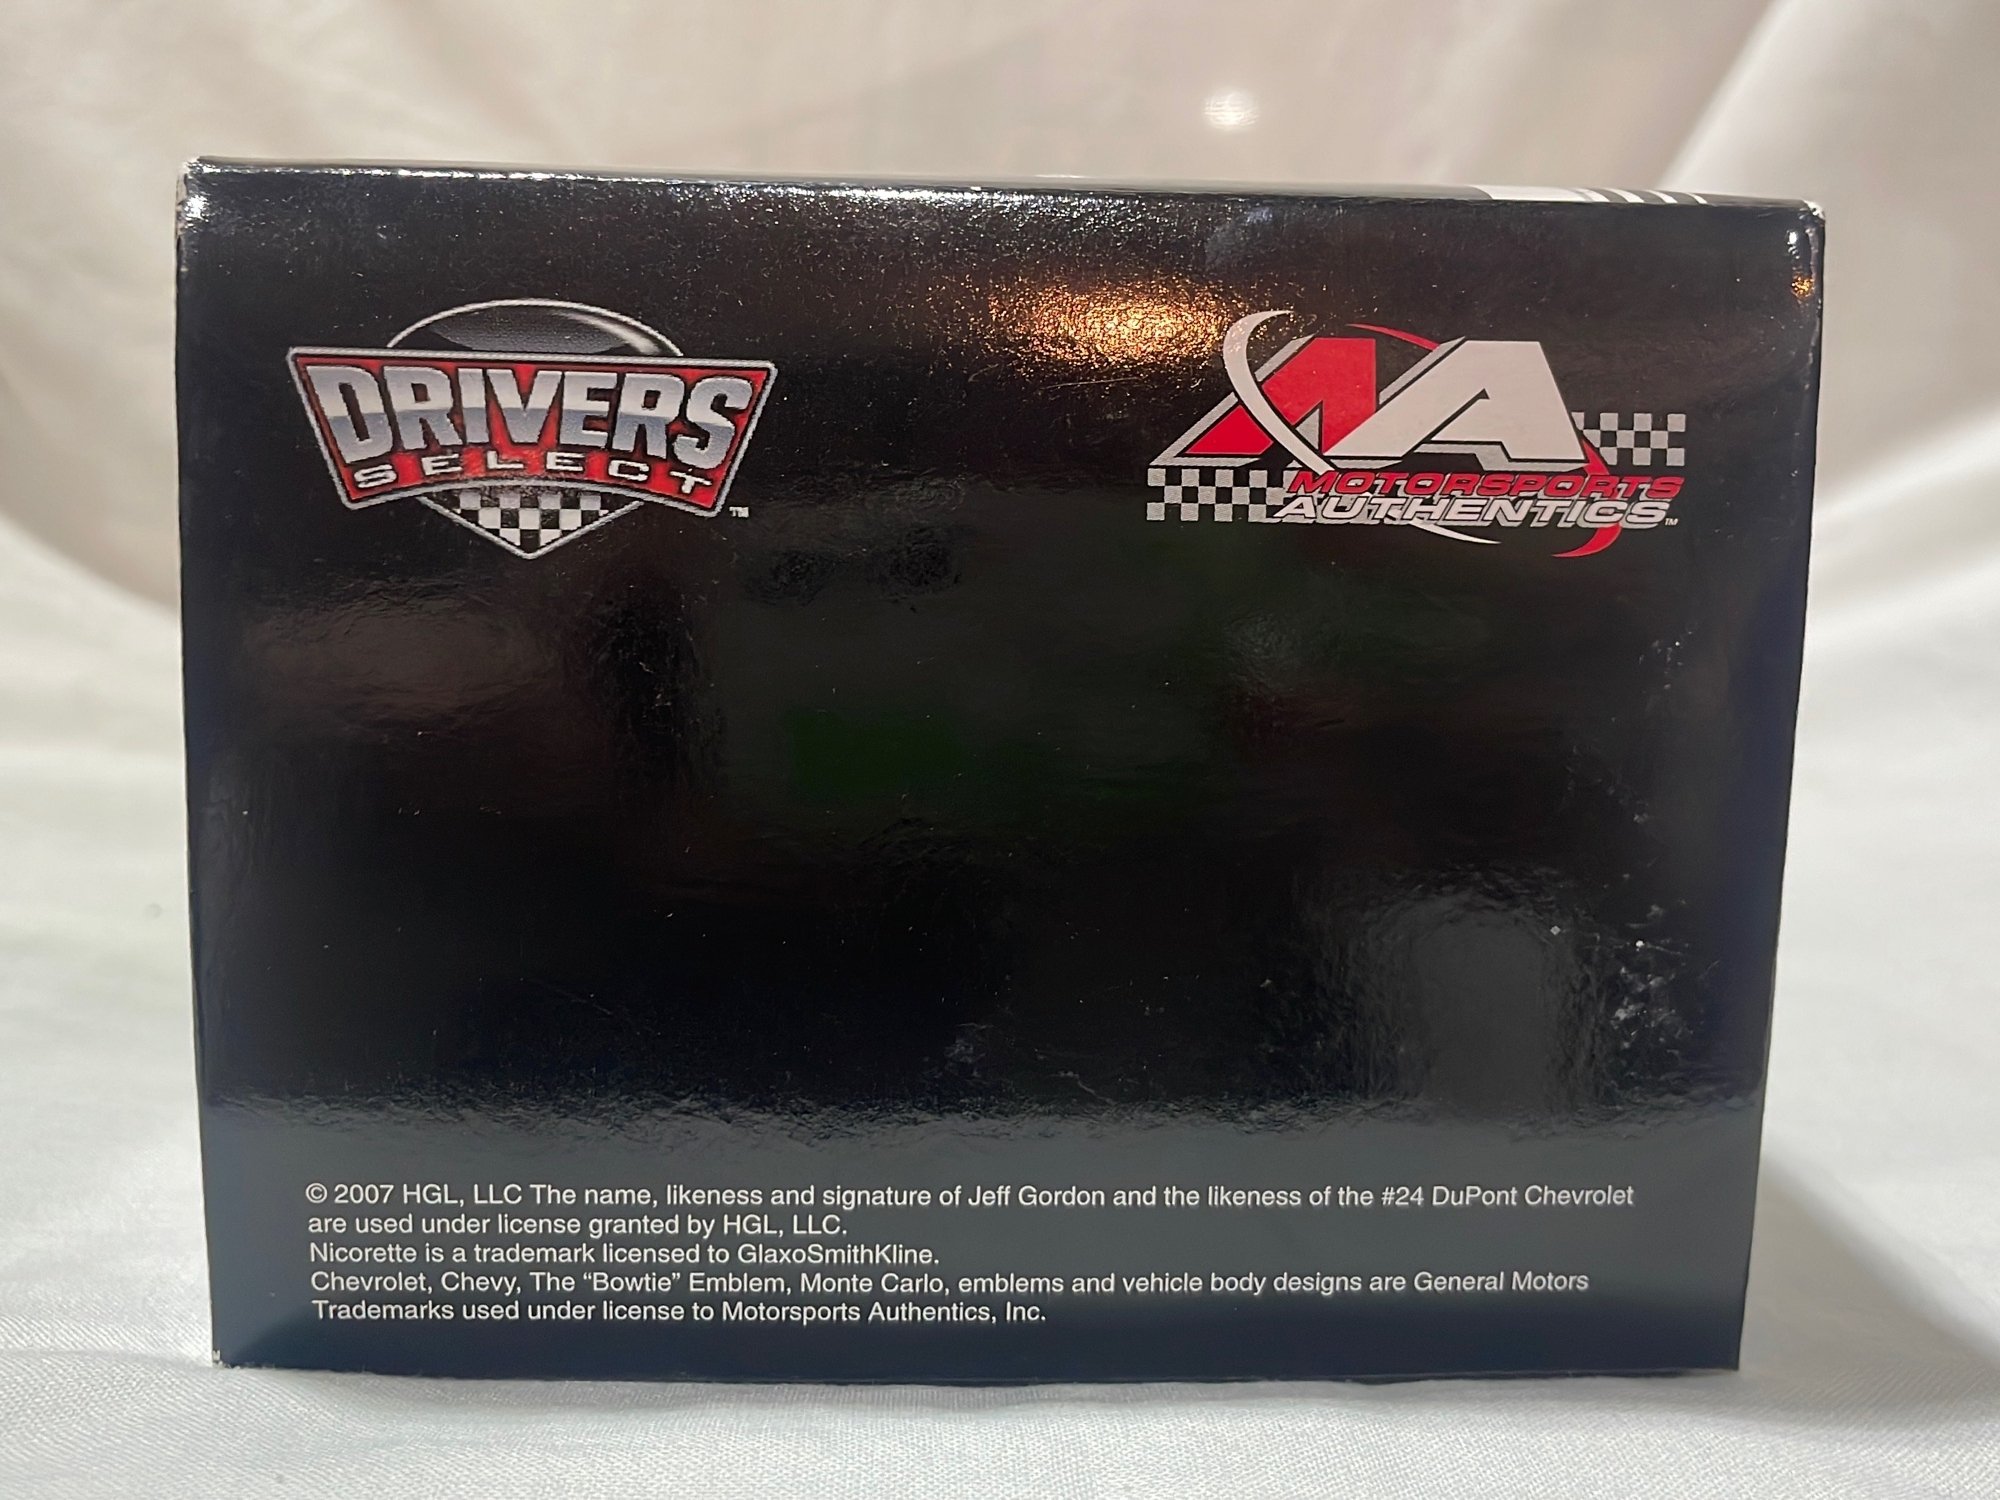 DRIVERS
SELECT
™
MA
MOTORSPORTS
AUTHENTICS™
© 2007 HGL, LLC The name, likeness and signature of Jeff Gordon and the likeness of the #24 DuPont Chevrolet
are used under license granted by HGL, LLC.
Nicorette is a trademark licensed to GlaxoSmithKline.
Chevrolet, Chevy, The “Bowtie” Emblem, Monte Carlo, emblems and vehicle body designs are General Motors
Trademarks used under license to Motorsports Authentics, Inc.